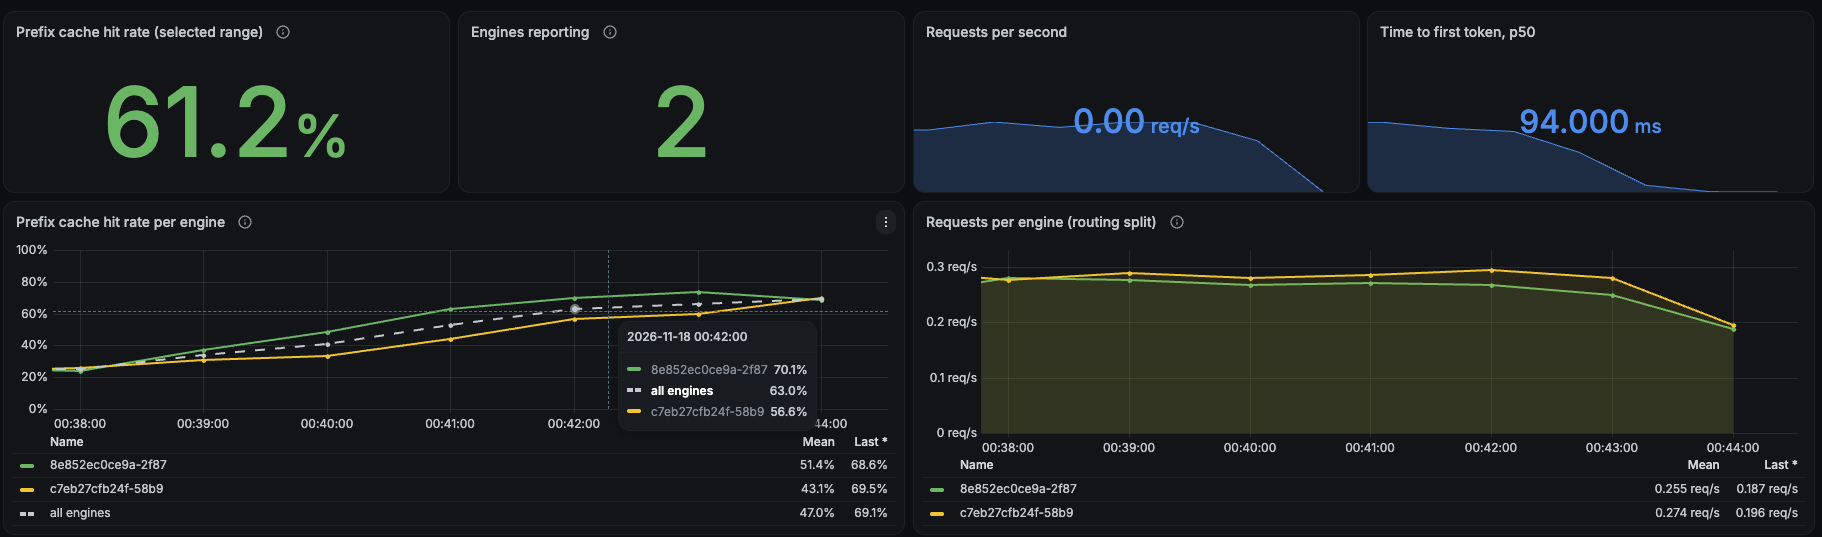 Prefix cache hit rate (selected range)
61.2%
Engines reporting
2
Requests per second
0.00 req/s
Time to first token, p50
94.000 ms
Prefix cache hit rate per engine
100%
80%
60%
40%
20%
0%
00:38:00 00:39:00 00:40:00 00:41:00 00:42:00 44:00
2026-11-18 00:42:00
8e852ec0ce9a-2f87 70.1%
all engines 63.0%
c7eb27cfb24f-58b9 56.6%
Name Mean Last *
8e852ec0ce9a-2f87 51.4% 68.6%
c7eb27cfb24f-58b9 43.1% 69.5%
all engines 47.0% 69.1%
Requests per engine (routing split)
0.3 req/s
0.2 req/s
0.1 req/s
0 req/s
00:38:00 00:39:00 00:40:00 00:41:00 00:42:00 00:43:00 00:44:00
Name Mean Last *
8e852ec0ce9a-2f87 0.255 req/s 0.187 req/s
c7eb27cfb24f-58b9 0.274 req/s 0.196 req/s